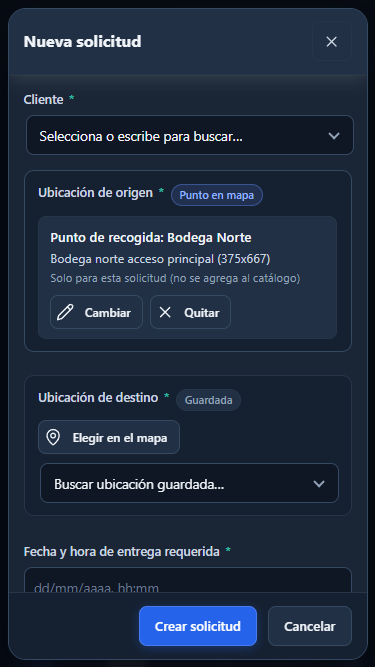 Nueva solicitud
Cliente *
Selecciona o escribe para buscar...
Ubicación de origen * Punto en mapa
Punto de recogida: Bodega Norte
Bodega norte acceso principal (375x667)
Solo para esta solicitud (no se agrega al catálogo)
Cambiar Quitar
Ubicación de destino * Guardada
Elegir en el mapa
Buscar ubicación guardada...
Fecha y hora de entrega requerida *
dd/mm/aaaa, hh:mm
Crear solicitud Cancelar